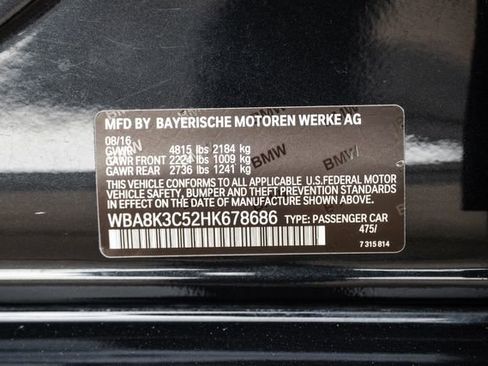 MFD BY BAYERISCHE MOTOREN WERKE AG
08/16
GVWR 4815 lbs 2184 kg
GAWR FRONT 2224 lbs 1009 kg
GAWR REAR 2736 lbs 1241 kg
BMW
BMW
THIS VEHICLE CONFORMS TO ALL APPLICABLE U.S.FEDERAL MOTOR
VEHICLE SAFETY, BUMPER, AND THEFT PREVENTION STANDARDS
IN EFFECT ON THE DATE OF MANUFACTURE SHOWN ABOVE.
WBA8K3C52HK678686 TYPE: PASSENGER CAR
475/
7 315 814